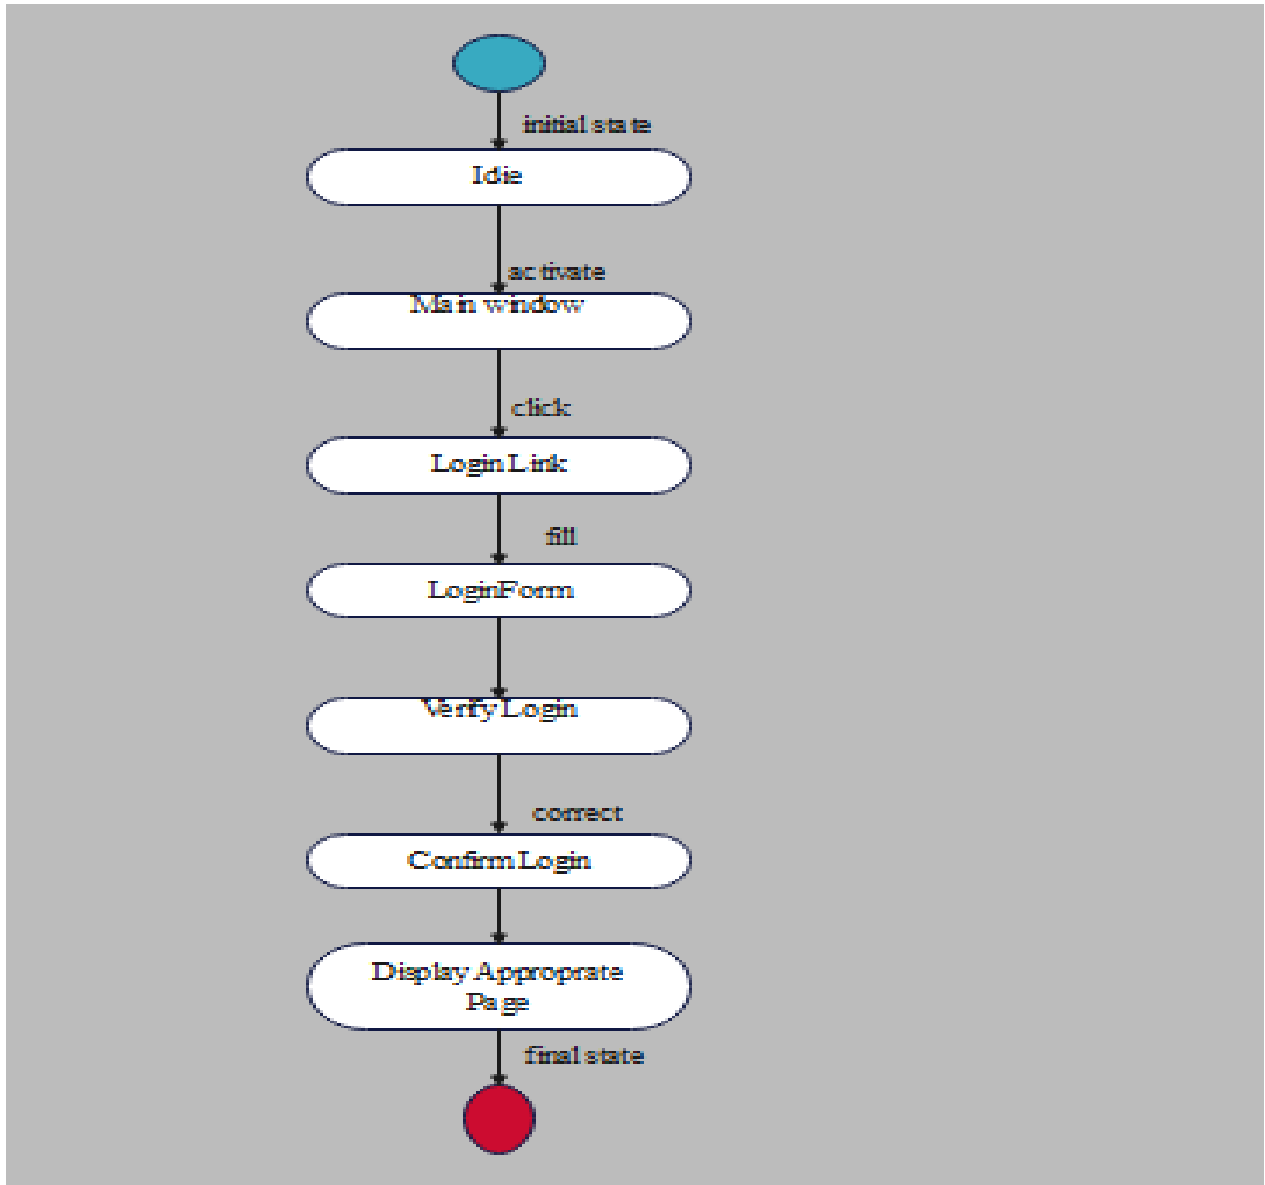 initial state
Idie
activate
Main window
click
Login Link
fill
LoginForm
Verify Login
correct
Confirm Login
Display Approprate
Page
final state